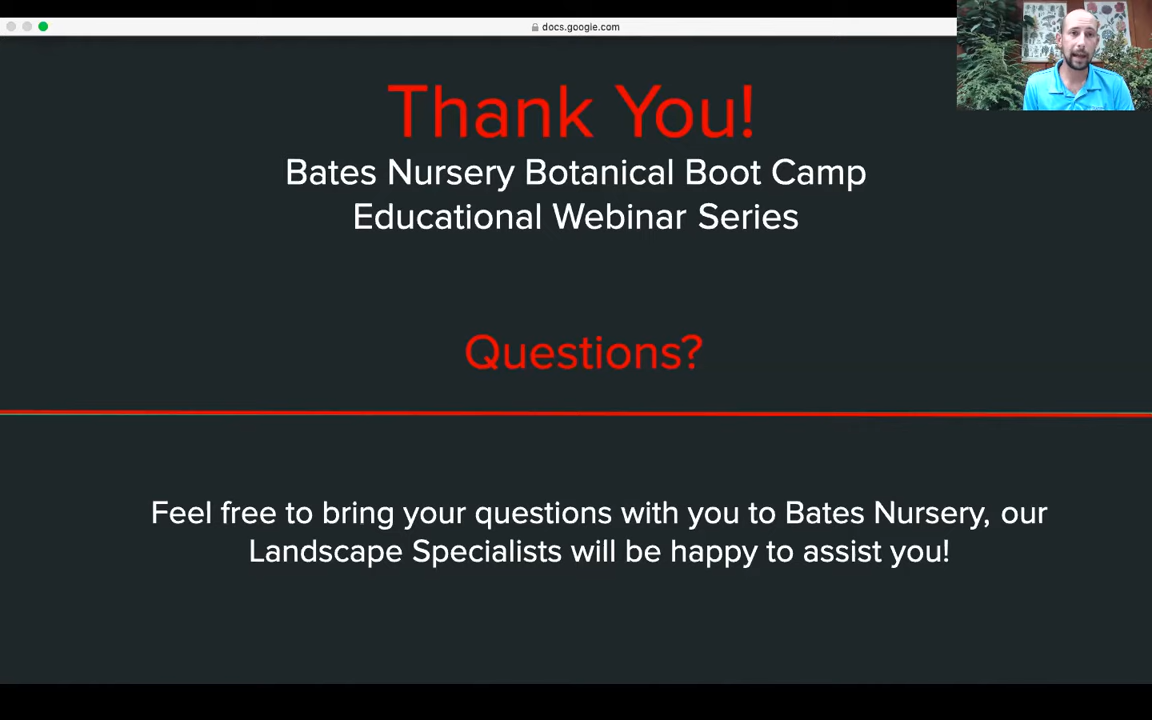 docs.google.com
Thank You!
Bates Nursery Botanical Boot Camp
Educational Webinar Series
Questions?
Feel free to bring your questions with you to Bates Nursery, our
Landscape Specialists will be happy to assist you!